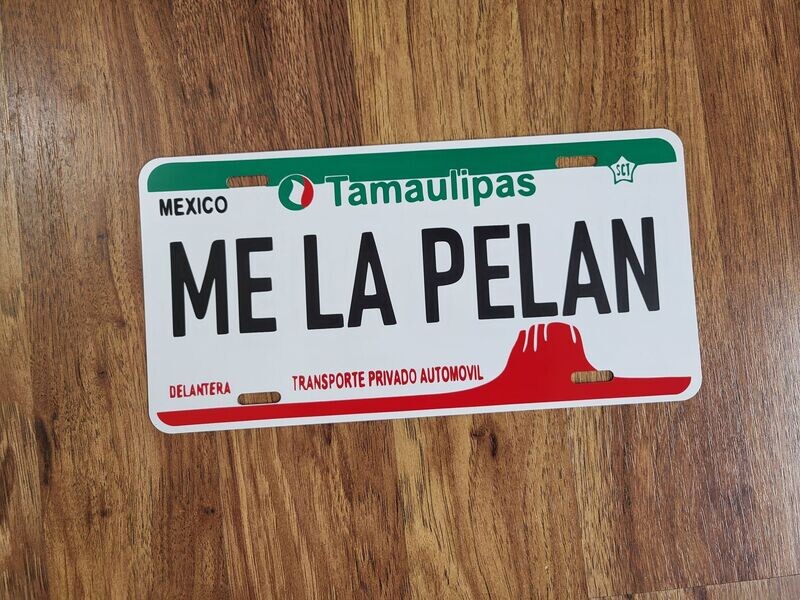 Tamaulipas
SCT
MEXICO
ME LA PELAN
DELANTERA
TRANSPORTE PRIVADO AUTOMOVIL